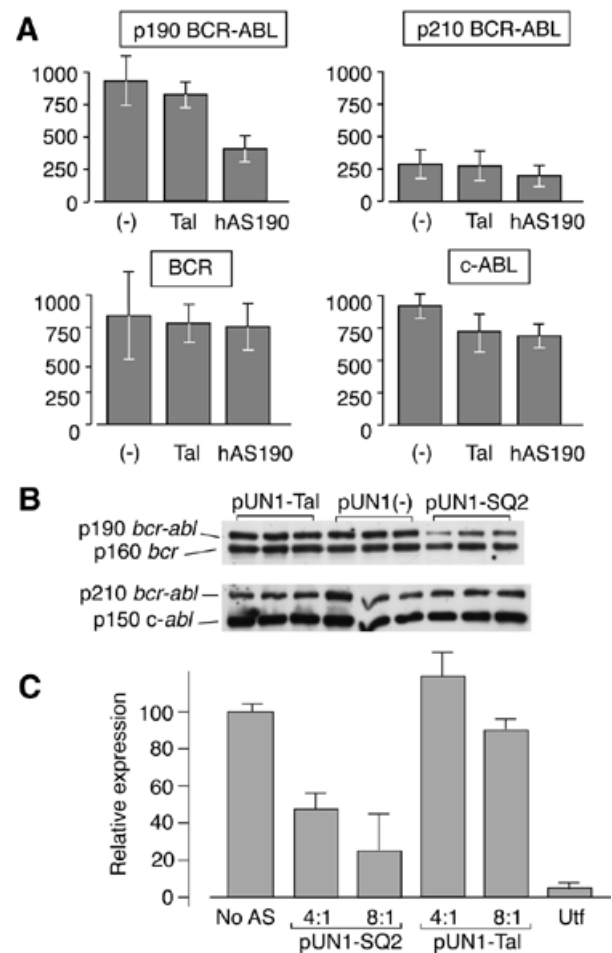 A
p190 BCR-ABL
p210 BCR-ABL
1000
750
500
250
0
(-) Tal hAS190
1000
750
500
250
0
(-) Tal hAS190
BCR
c-ABL
1000
750
500
250
0
(-) Tal hAS190
1000
750
500
250
0
(-) Tal hAS190
B
pUN1-Tal pUN1(-) pUN1-SQ2
p190 bcr-abl
p160 bcr
p210 bcr-abl
p150 c-abl
C
Relative expression
100
80
60
40
20
0
No AS 4:1 8:1 4:1 8:1 Utf
pUN1-SQ2 pUN1-Tal